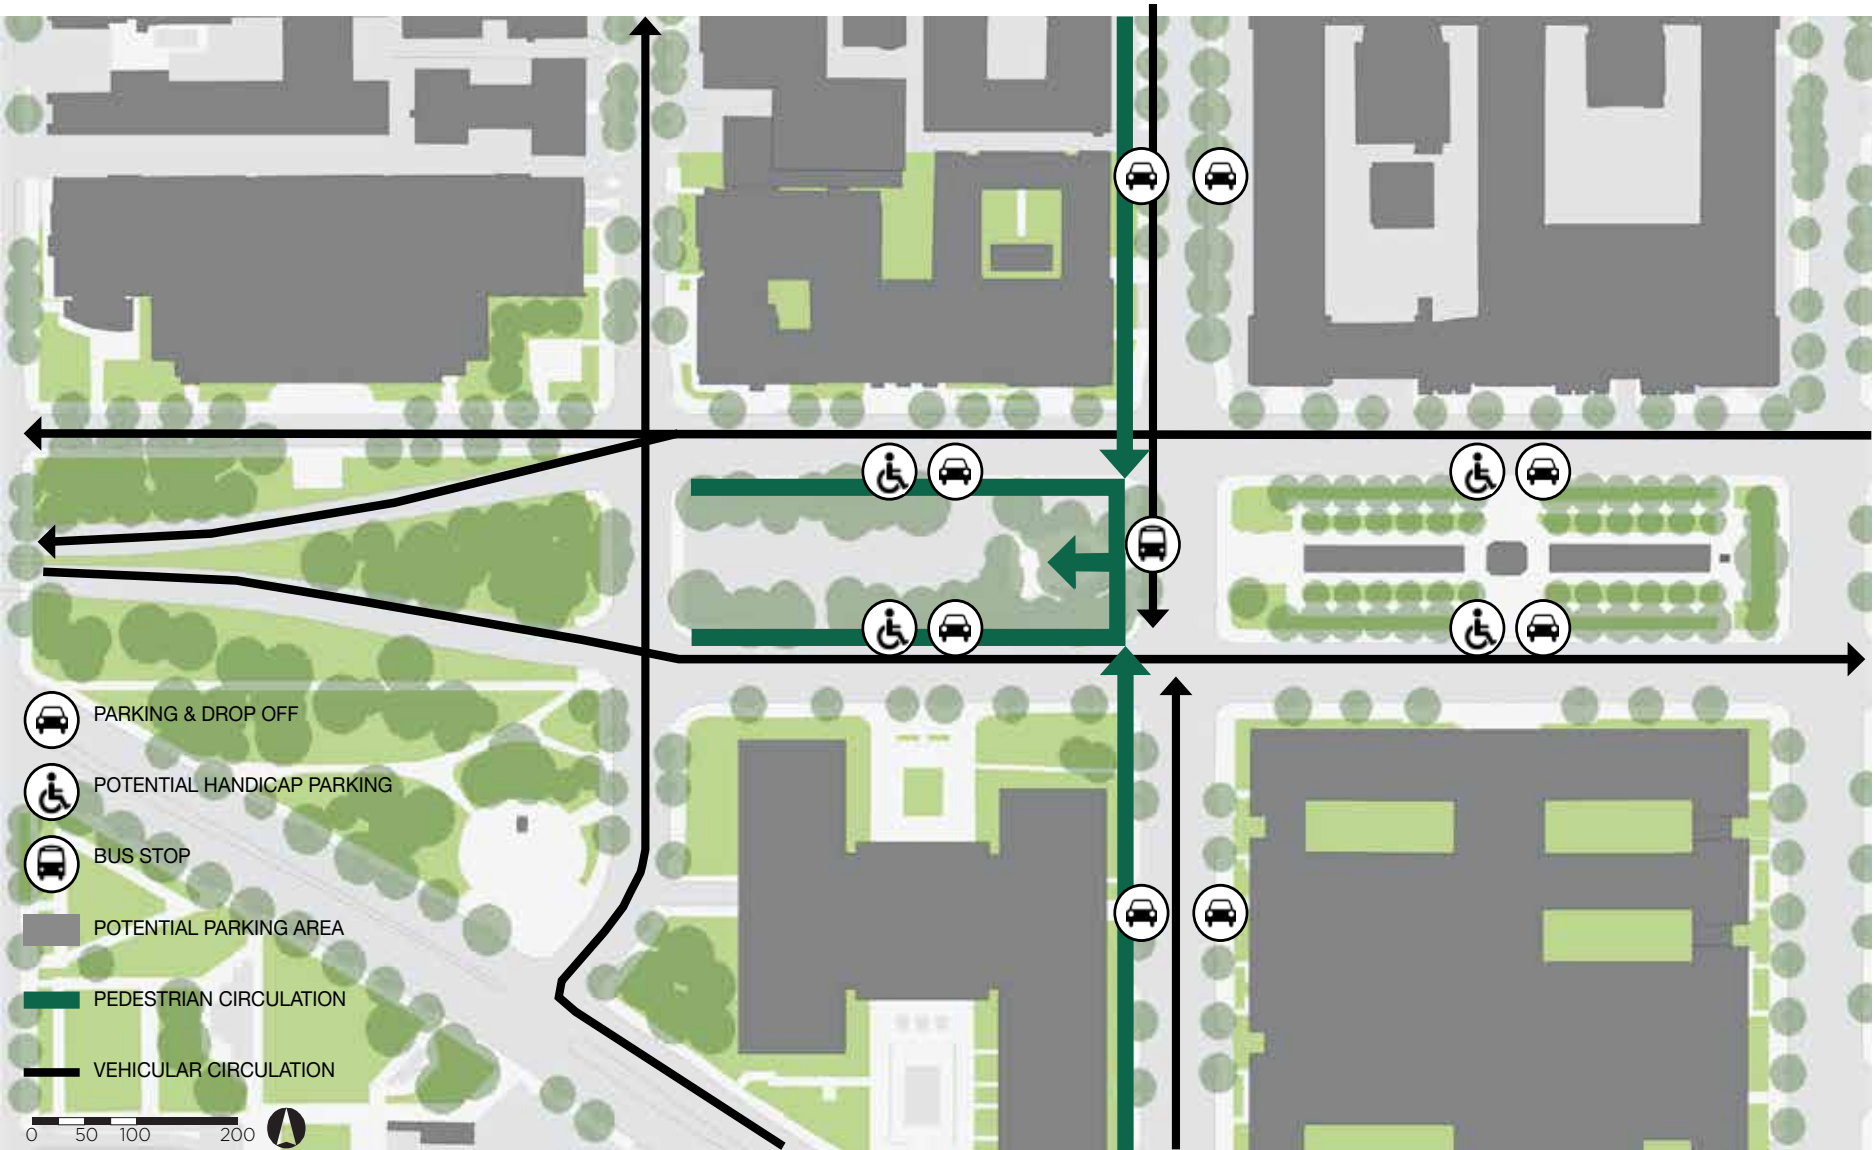 PARKING & DROP OFF
POTENTIAL HANDICAP PARKING
BUS STOP
POTENTIAL PARKING AREA
PEDESTRIAN CIRCULATION
VEHICULAR CIRCULATION
0 50 100 200